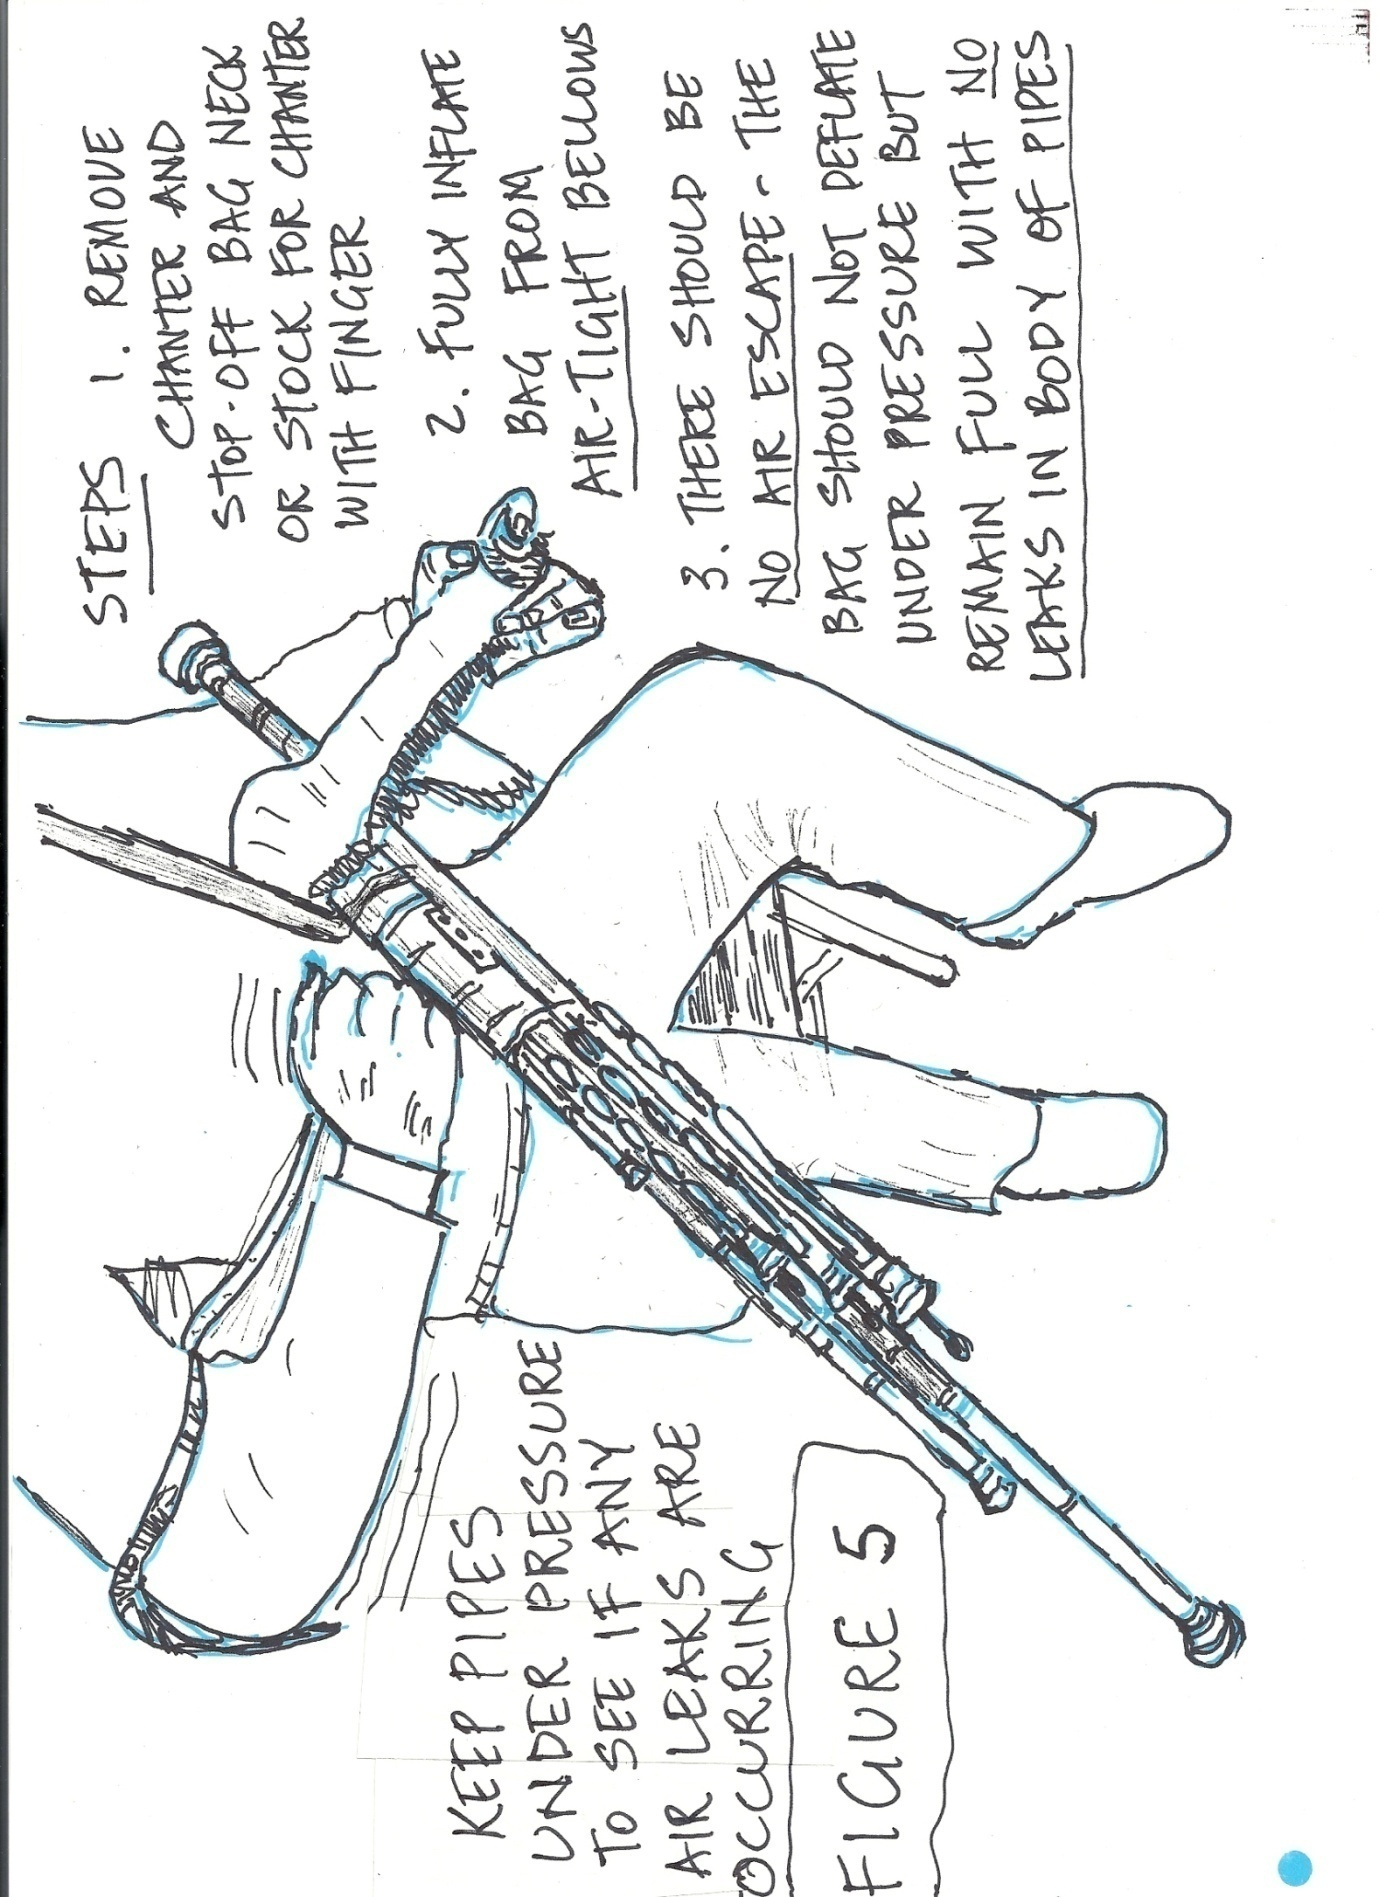 STEPS 1. REMOVE
CHANTER AND
STOP-OFF BAG NECK
OR STOCK FOR CHANTER
WITH FINGER
2. FULLY INFLATE
BAG FROM
AIR-TIGHT BELLOWS
3. THERE SHOULD BE
NO AIR ESCAPE - THE
BAG SHOULD NOT DEFLATE
UNDER PRESSURE BUT
REMAIN FULL WITH NO
LEAKS IN BODY OF PIPES
KEEP PIPES
UNDER PRESSURE
TO SEE IF ANY
AIR LEAKS ARE
OCCURRING
FIGURE 5